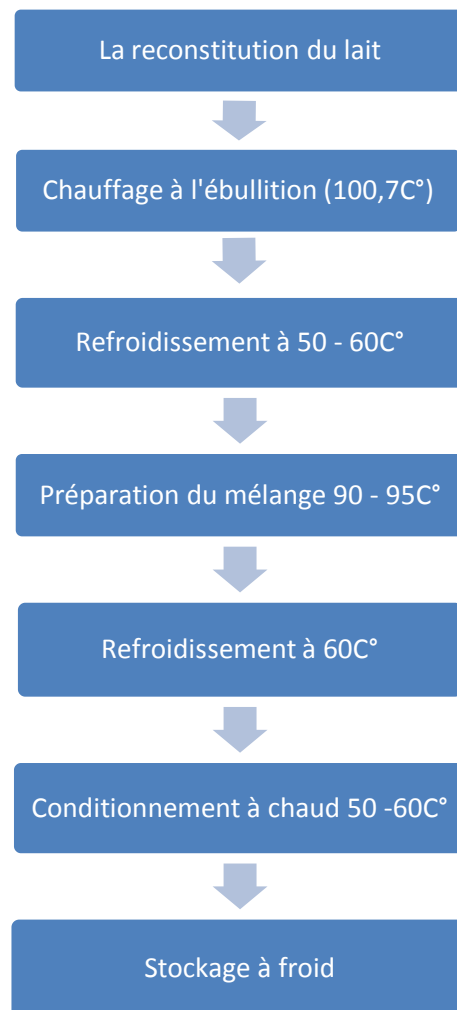 La reconstitution du lait
Chauffage à l'ébullition (100,7C°)
Refroidissement à 50 - 60C°
Préparation du mélange 90 - 95C°
Refroidissement à 60C°
Conditionnement à chaud 50 -60C°
Stockage à froid